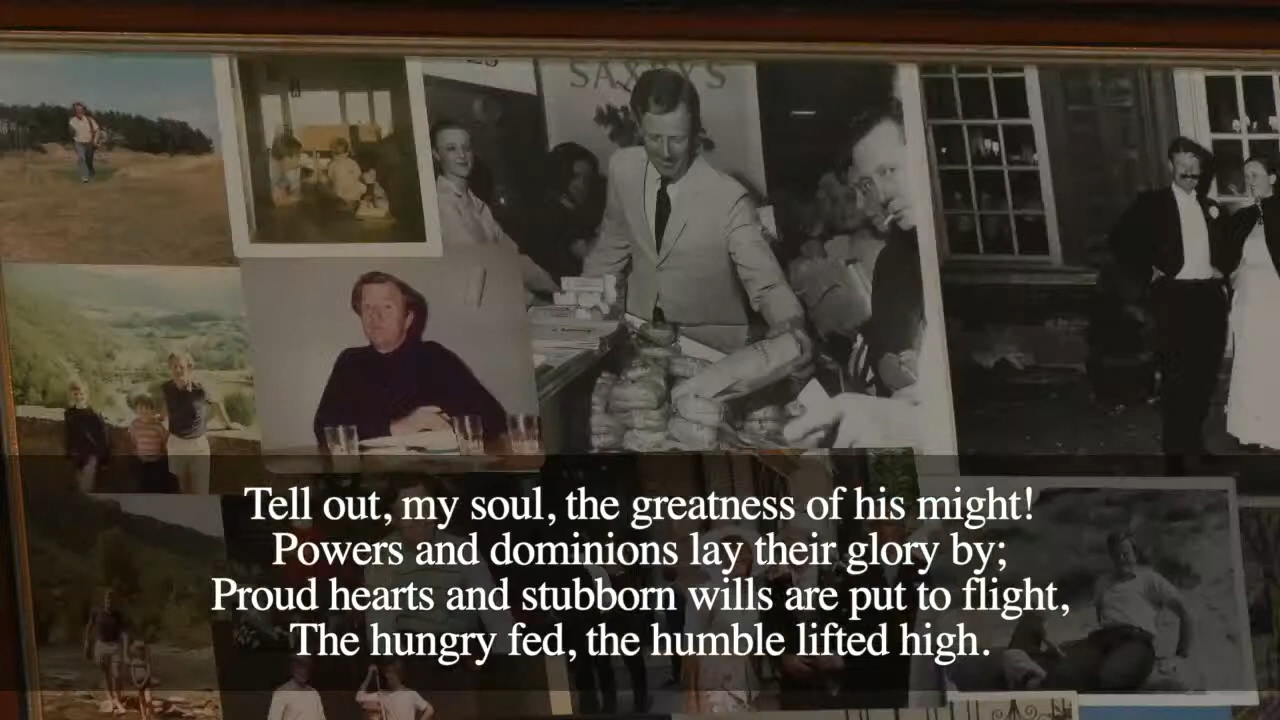 SAXBYS
Tell out, my soul, the greatness of his might!
Powers and dominions lay their glory by;
Proud hearts and stubborn wills are put to flight,
The hungry fed, the humble lifted high.